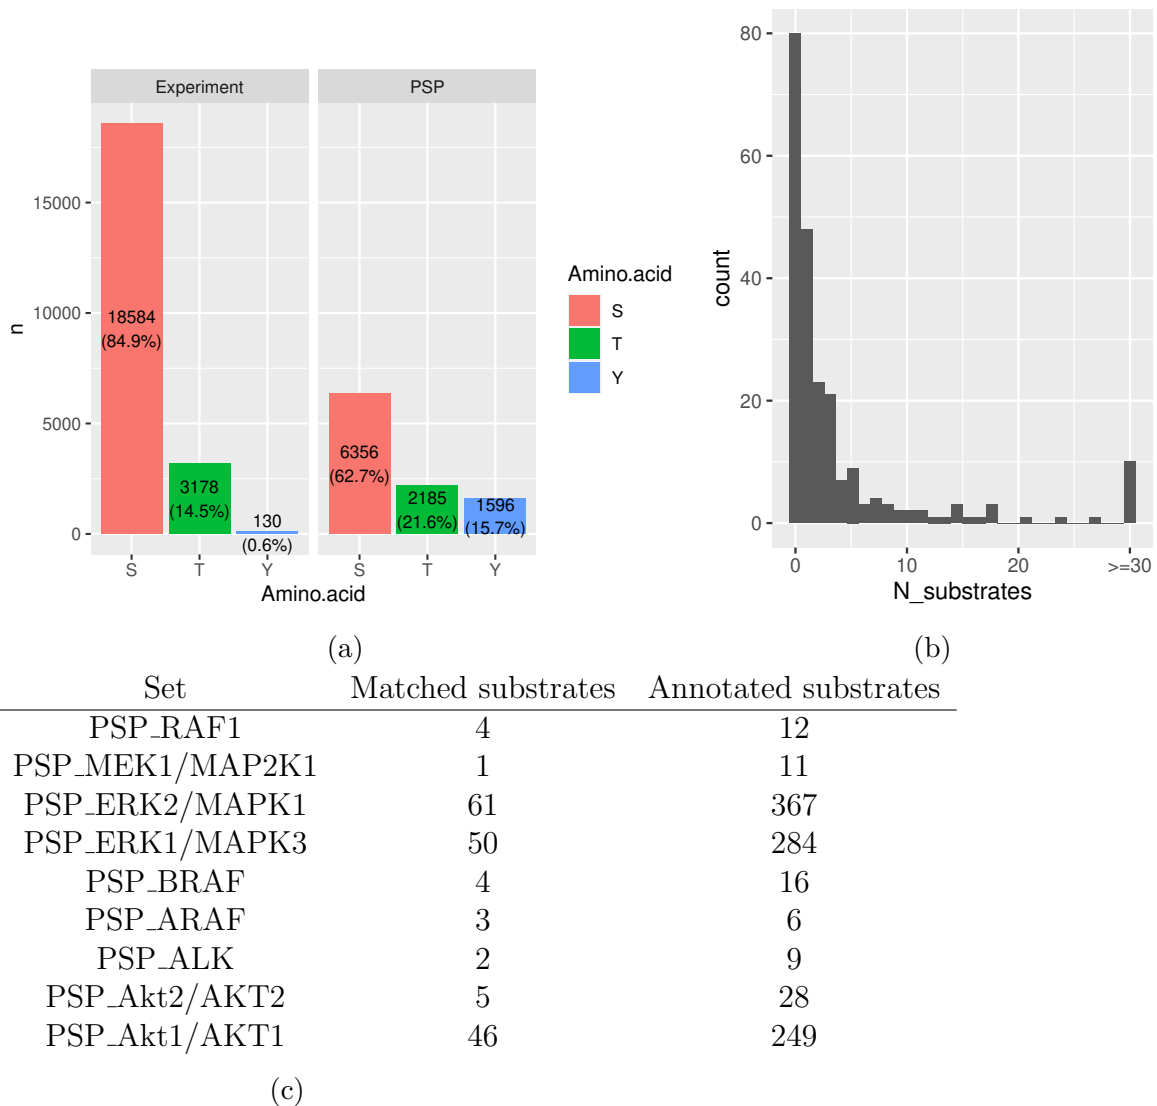 Experiment PSP
15000
10000
5000
0
n
18584
(84.9%)
3178
(14.5%)
130
(0.6%)
6356
(62.7%)
2185
(21.6%)
1596
(15.7%)
S T Y S T Y
Amino.acid
Amino.acid
S
T
Y
(a)
80
60
40
20
0
count
0 10 20 >=30
N_substrates
(b)
Set Matched substrates Annotated substrates
PSP_RAF1 4 12
PSP_MEK1/MAP2K1 1 11
PSP_ERK2/MAPK1 61 367
PSP_ERK1/MAPK3 50 284
PSP_BRAF 4 16
PSP_ARAF 3 6
PSP_ALK 2 9
PSP_Akt2/AKT2 5 28
PSP_Akt1/AKT1 46 249
(c)